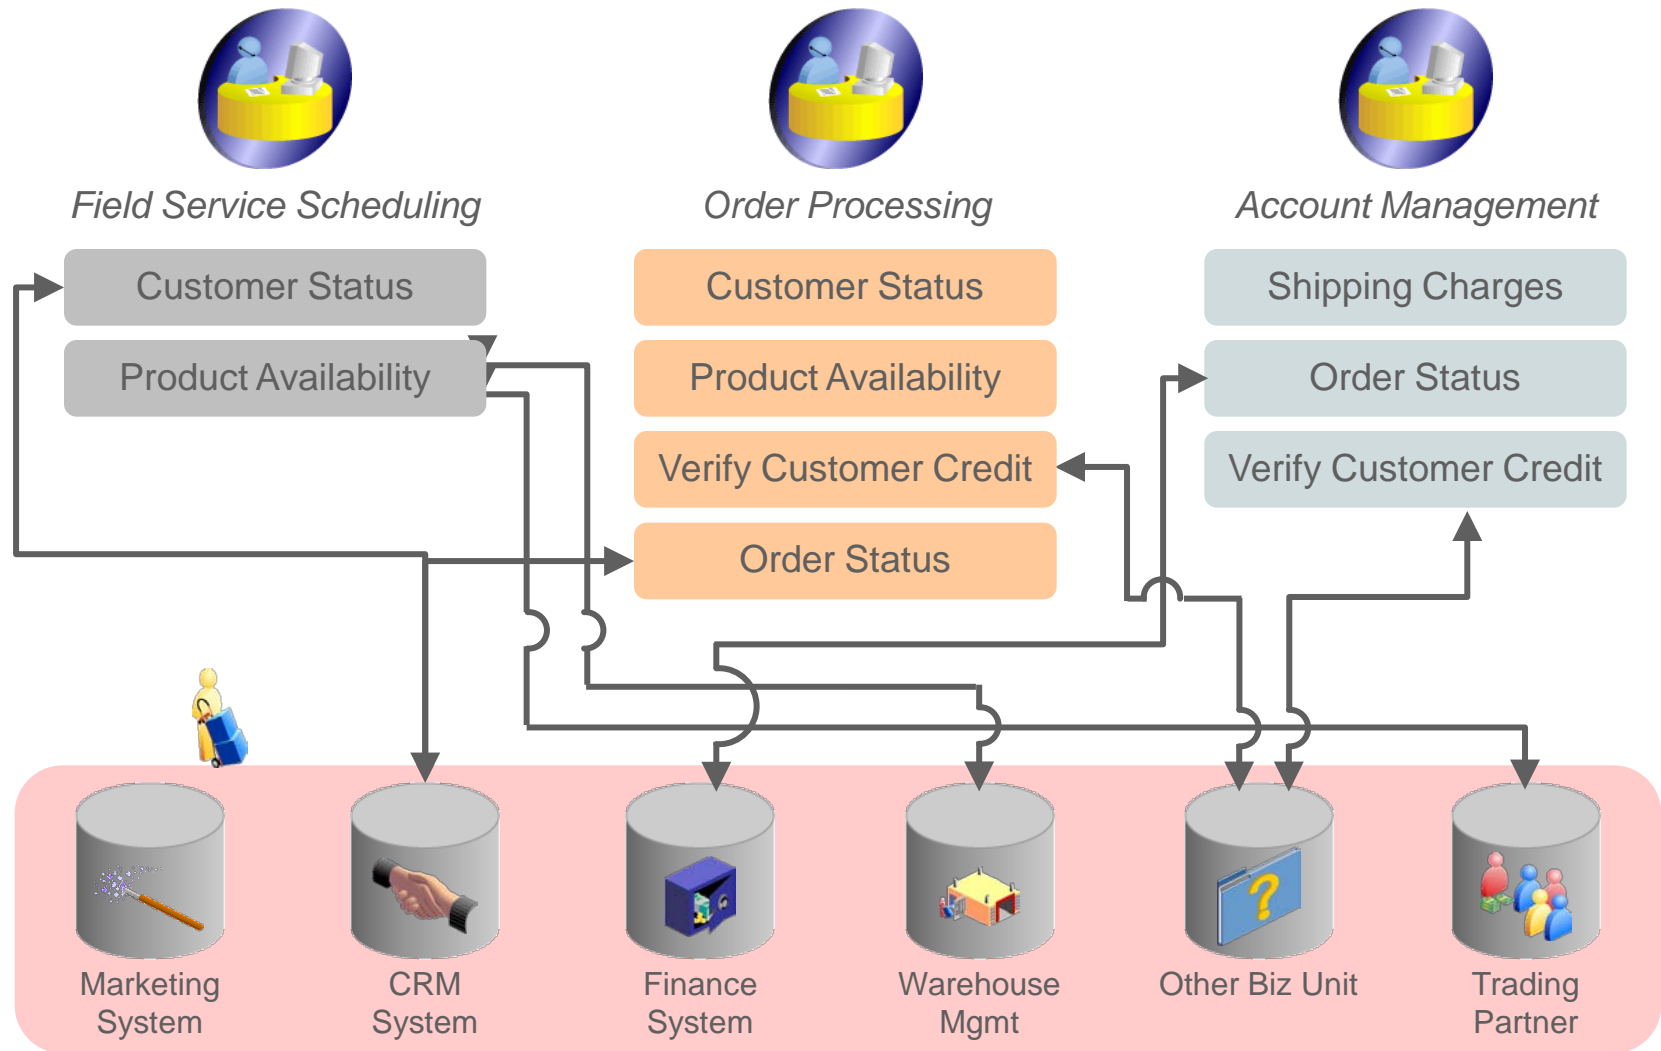 Field Service Scheduling
Order Processing
Account Management
Customer Status
Customer Status
Shipping Charges
Product Availability
Product Availability
Order Status
Verify Customer Credit
Verify Customer Credit
Order Status
Marketing
System
CRM
System
Finance
System
Warehouse
Mgmt
Other Biz Unit
Trading
Partner